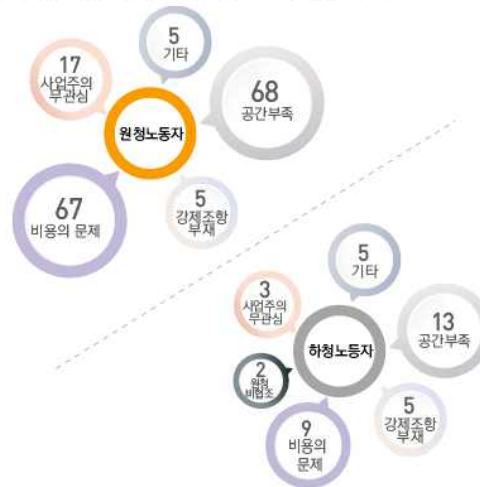 5
기타
17
사업주의
무관심
68
공간부족
원청노동자
67
비용의 문제
5
강제조항
부재
5
기타
3
사업주의
무관심
하청노동자
13
공간부족
2
원청
비협조
5
강제조항
부재
9
비용의
문제